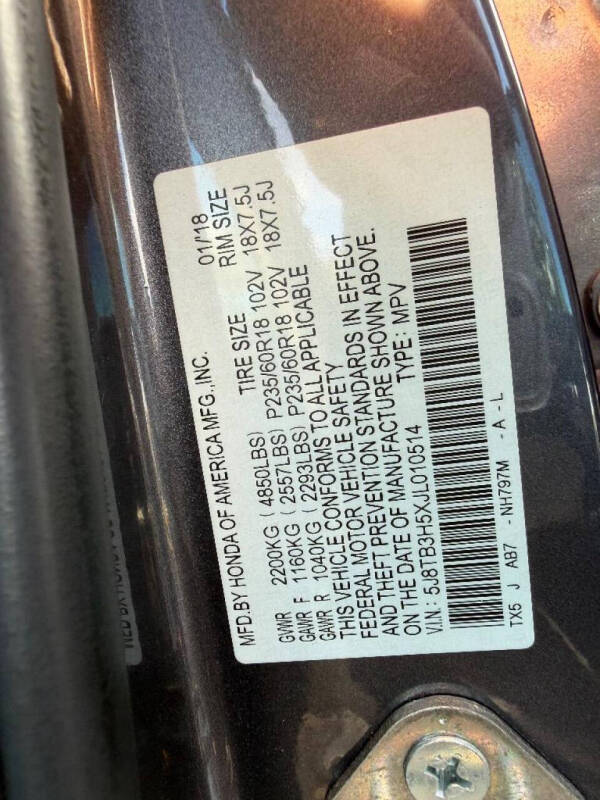 MFD.BY HONDA OF AMERICA MFG.,INC. 01/18
TIRE SIZE RIM SIZE
GVWR 2200KG (4850LBS)
GAWR F 1160KG (2557LBS) P235/60R18 102V 18X7.5J
GAWR R 1040KG (2293LBS) P235/60R18 102V 18X7.5J
THIS VEHICLE CONFORMS TO ALL APPLICABLE
FEDERAL MOTOR VEHICLE SAFETY
AND THEFT PREVENTION STANDARDS IN EFFECT
ON THE DATE OF MANUFACTURE SHOWN ABOVE.
V.I.N.: 5J8TB3H5XJL010514 TYPE: MPV
TX5 J AB7 -NH797M -A-L